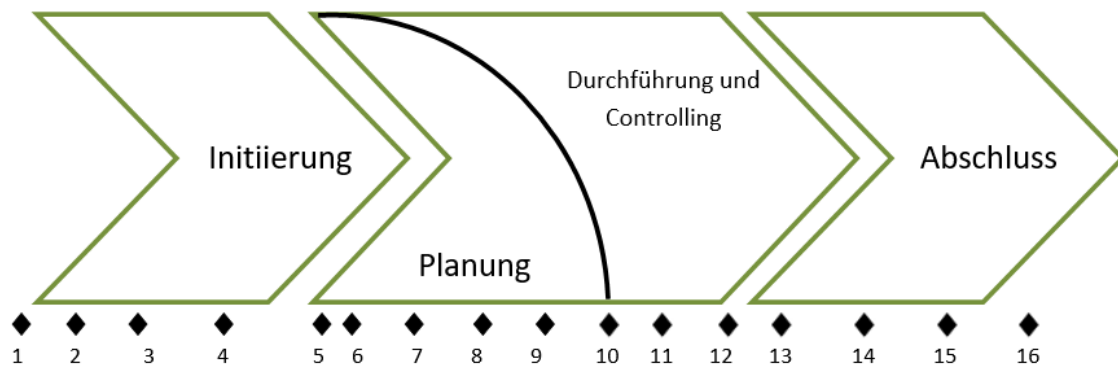 Durchführung und
Controlling
Initiierung
Abschluss
Planung
1 2 3 4 5 6 7 8 9 10 11 12 13 14 15 16